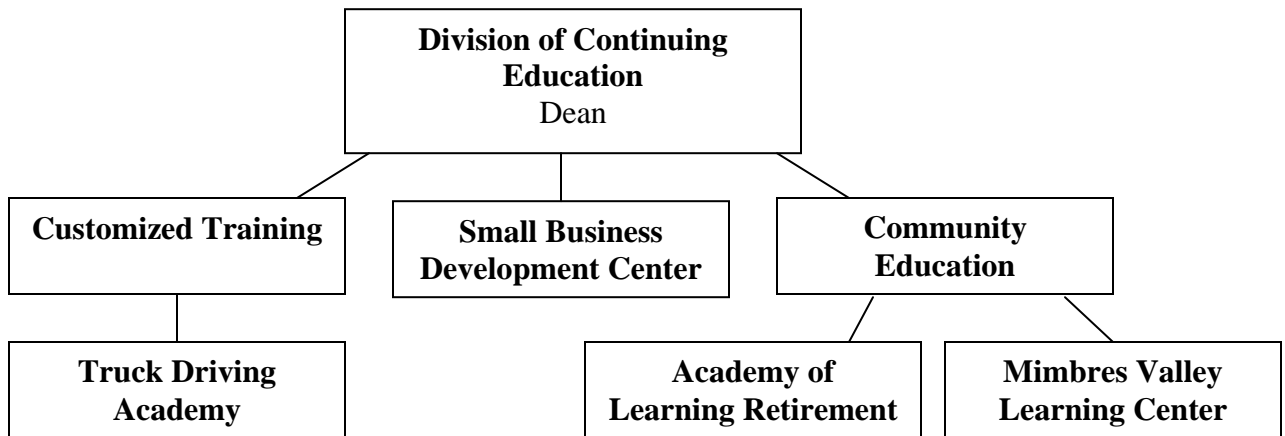 Division of Continuing
Education
Dean
Customized Training
Small Business
Development Center
Community
Education
Truck Driving
Academy
Academy of
Learning Retirement
Mimbres Valley
Learning Center